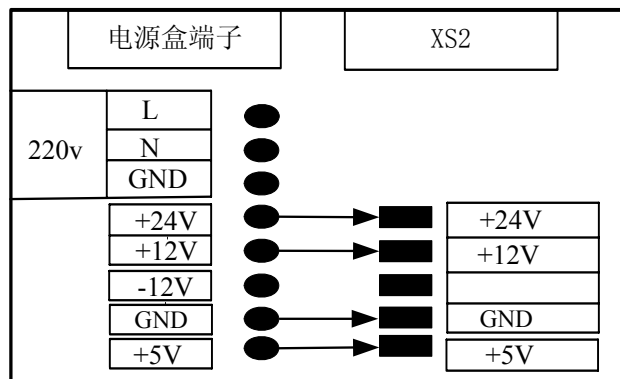 电源盒端子 XS2
L
220v N
GND
+24V +24V
+12V +12V
-12V
GND GND
+5V +5V